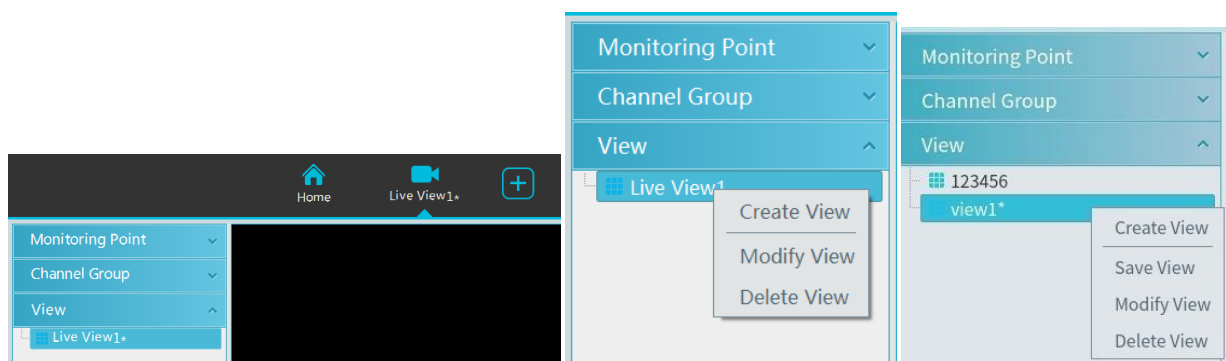 Home
Live View1*
Monitoring Point
Channel Group
View
Live View1*
Monitoring Point
Channel Group
View
Live View1
Create View
Modify View
Delete View
Monitoring Point
Channel Group
View
123456
view1*
Create View
Save View
Modify View
Delete View